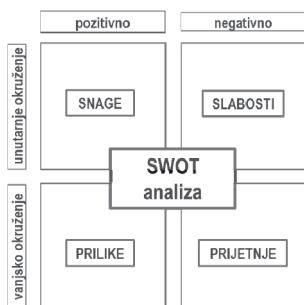 pozitivno
negativno
unutarnje okruženje
SNAGE
SLABOSTI
SWOT
analiza
vanjsko okruženje
PRILIKE
PRIJETNJE